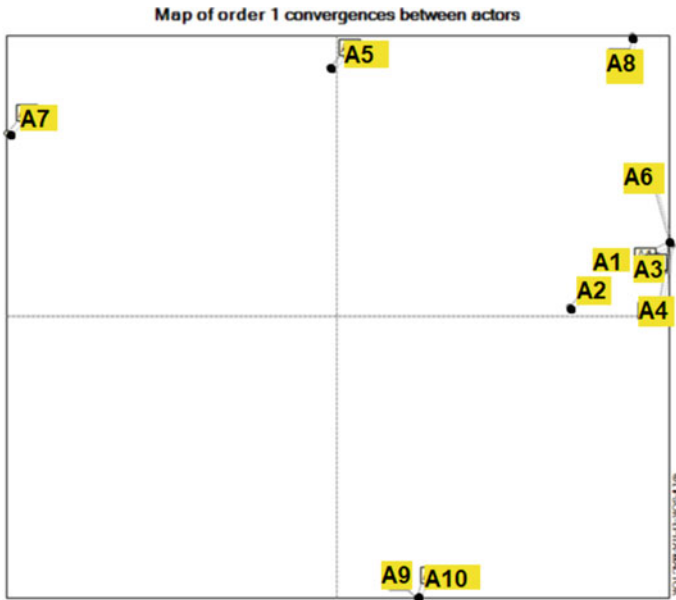 Map of order 1 convergences between actors
A5
A8
A7
A6
A1
A3
A2
A4
A9
A10